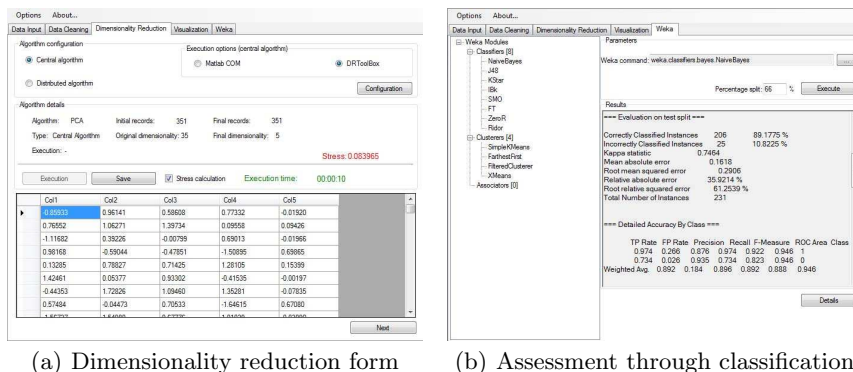 Options About...
Data Input Data Cleaning Dimensionality Reduction Visualization Weka
Algorithm configuration
Central algorithm
Distributed algorithm
Execution options (central algorithm)
Matlab COM DRToolBox
Configuration
Algorithm details
Algorithm: PCA Initial records: 351 Final records: 351
Type: Central Algorithm Original dimensionality: 35 Final dimensionality: 5
Execution: -
Stress: 0.083965
Execution Save Stress calculation Execution time: 00:00:10
Col1 Col2 Col3 Col4 Col5
-0.85933 0.96141 0.58608 0.77332 -0.01920
0.76552 1.06271 1.39734 0.09558 0.09426
-1.11682 0.39226 -0.00799 0.69013 -0.01966
0.98168 -0.59044 -0.47851 -1.50895 0.69865
0.13285 0.78827 0.71425 1.28105 0.15399
1.42461 0.05377 0.93302 -0.41535 -0.00197
-0.44353 1.72826 1.09460 1.35281 -0.07835
0.57484 -0.04473 0.70533 -1.64615 0.67080
Next
(a) Dimensionality reduction form
Options About...
Data Input Data Cleaning Dimensionality Reduction Visualization Weka
Weka Modules
Classifiers [8]
NaiveBayes
J48
KStar
IBk
SMO
FT
ZeroR
Ridor
Clusterers [4]
SimpleKMeans
FarthestFirst
FilteredClusterer
XMeans
Associators [0]
Parameters
Weka command: weka.classifiers.bayes.NaiveBayes ...
Percentage split: 66 % Execute
Results
=== Evaluation on test split ===
Correctly Classified Instances 206 89.1775 %
Incorrectly Classified Instances 25 10.8225 %
Kappa statistic 0.7464
Mean absolute error 0.1618
Root mean squared error 0.2906
Relative absolute error 35.9214 %
Root relative squared error 61.2539 %
Total Number of Instances 231
=== Detailed Accuracy By Class ===
TP Rate FP Rate Precision Recall F-Measure ROC Area Class
0.974 0.266 0.876 0.974 0.922 0.946 1
0.734 0.026 0.935 0.734 0.823 0.946 0
Weighted Avg. 0.892 0.184 0.896 0.892 0.888 0.946
Details
(b) Assessment through classification